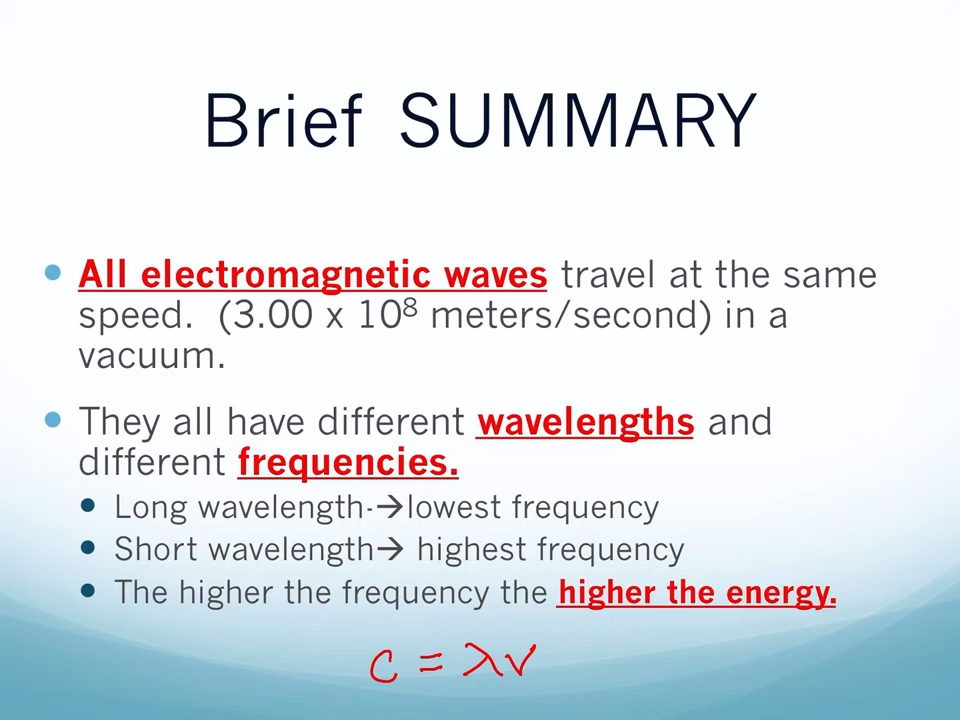 Brief SUMMARY
• All electromagnetic waves travel at the same
speed. (3.00 x 10⁸ meters/second) in a
vacuum.
• They all have different wavelengths and
different frequencies.
• Long wavelength-→lowest frequency
• Short wavelength→ highest frequency
• The higher the frequency the higher the energy.
c = λν